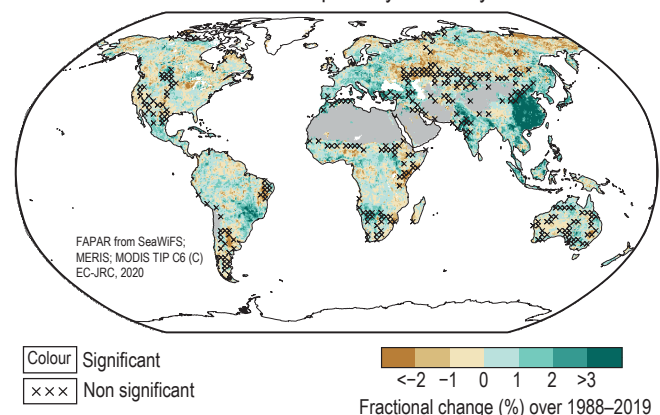 FAPAR from SeaWiFS;
MERIS; MODIS TIP C6 (C)
EC-JRC, 2020
Colour Significant
××× Non significant
<−2 −1 0 1 2 >3
Fractional change (%) over 1988–2019